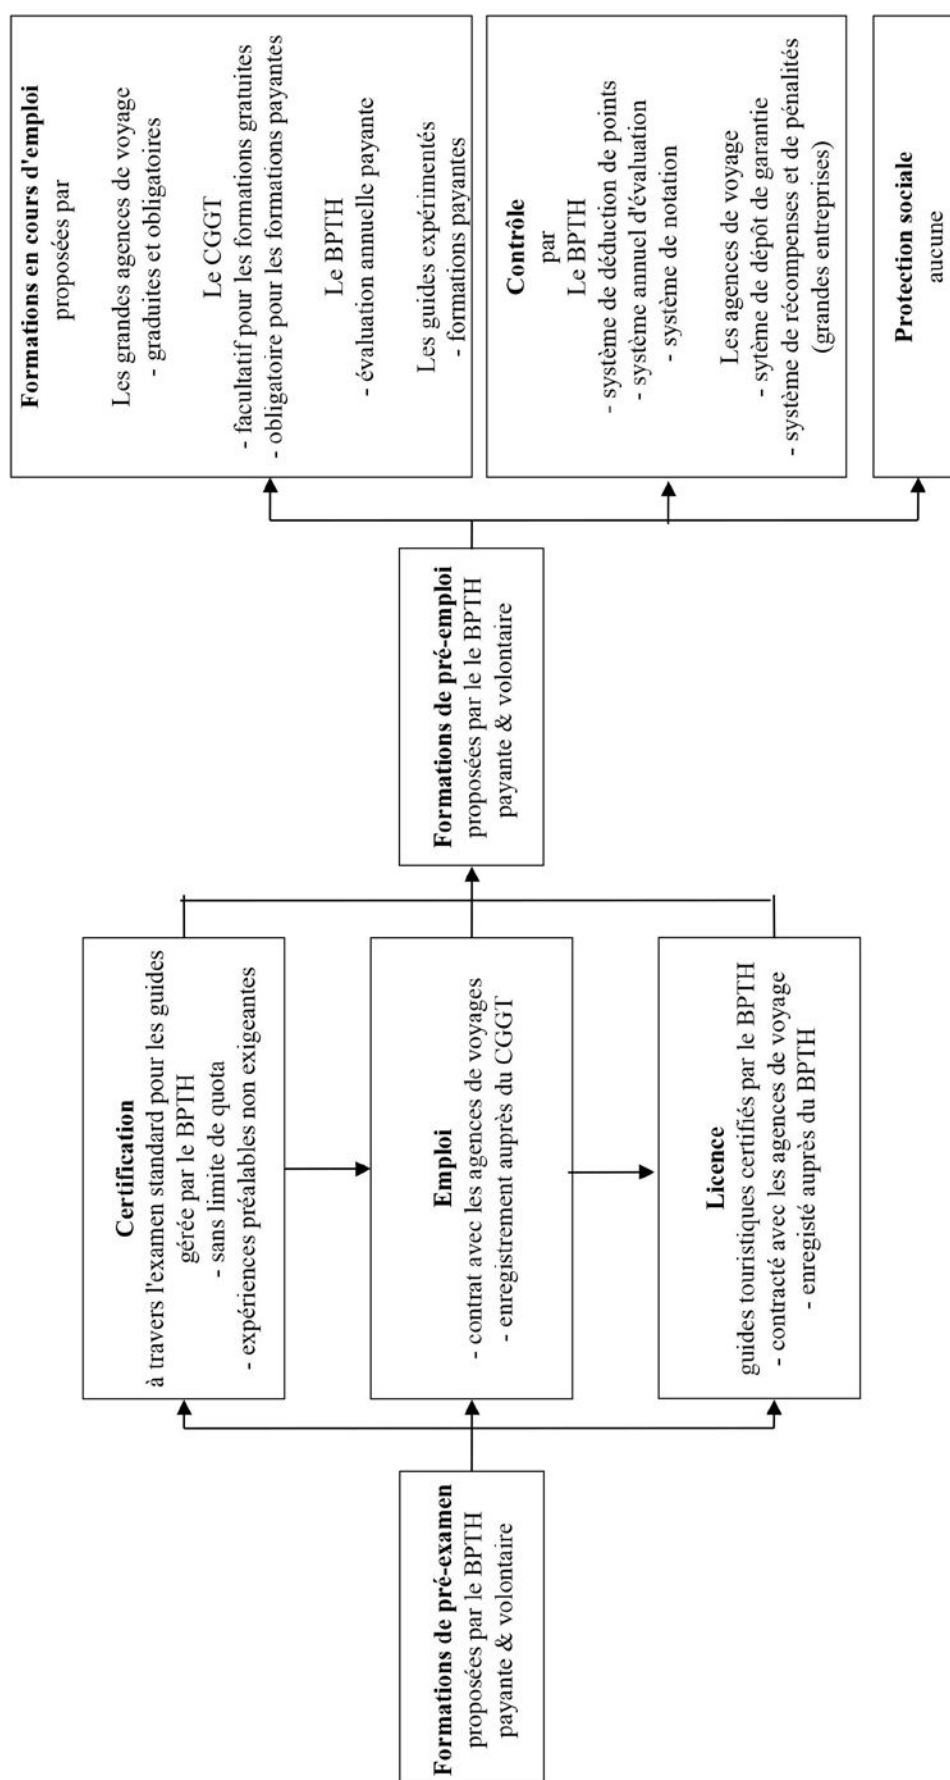 Formations de pré-examen
proposées par le BPTH
payante & volontaire
Certification
à travers l'examen standard pour les guides
gérée par le BPTH
- sans limite de quota
- expériences préalables non exigeantes
Emploi
- contrat avec les agences de voyages
- enregistrement auprès du CGGT
Licence
guides touristiques certifiés par le BPTH
- contracté avec les agences de voyage
- enregisté auprès du BPTH
Formations de pré-emploi
proposées par le le BPTH
payante & volontaire
Formations en cours d'emploi
proposées par
Les grandes agences de voyage
- graduites et obligatoires
Le CGGT
- facultatif pour les formations gratuites
- obligatoire pour les formations payantes
Le BPTH
- évaluation annuelle payante
Les guides expérimentés
- formations payantes
Contrôle
par
Le BPTH
- système de déduction de points
- système annuel d'évaluation
- système de notation
Les agences de voyage
- sytème de dépôt de garantie
- système de récompenses et de pénalités
(grandes entreprises)
Protection sociale
aucune